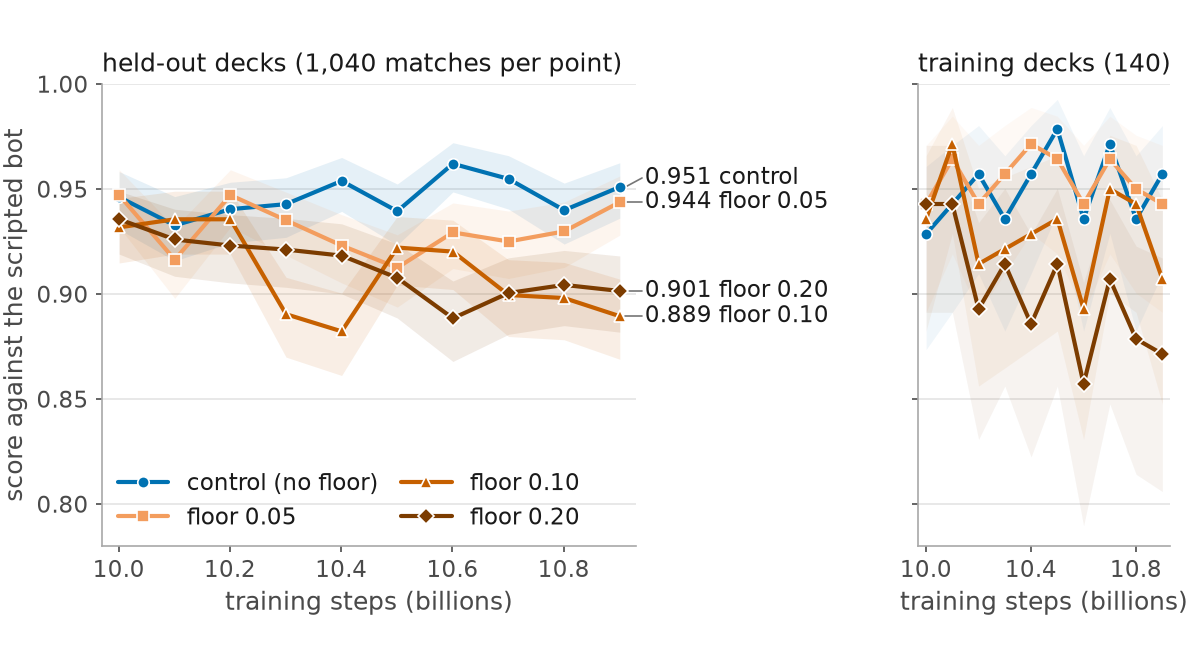 held-out decks (1,040 matches per point)
training decks (140)
score against the scripted bot
1.00
0.95
0.90
0.85
0.80
0.951 control
0.944 floor 0.05
0.901 floor 0.20
0.889 floor 0.10
control (no floor)
floor 0.05
floor 0.10
floor 0.20
10.0 10.2 10.4 10.6 10.8
training steps (billions)
10.0 10.4 10.8
training steps (billions)